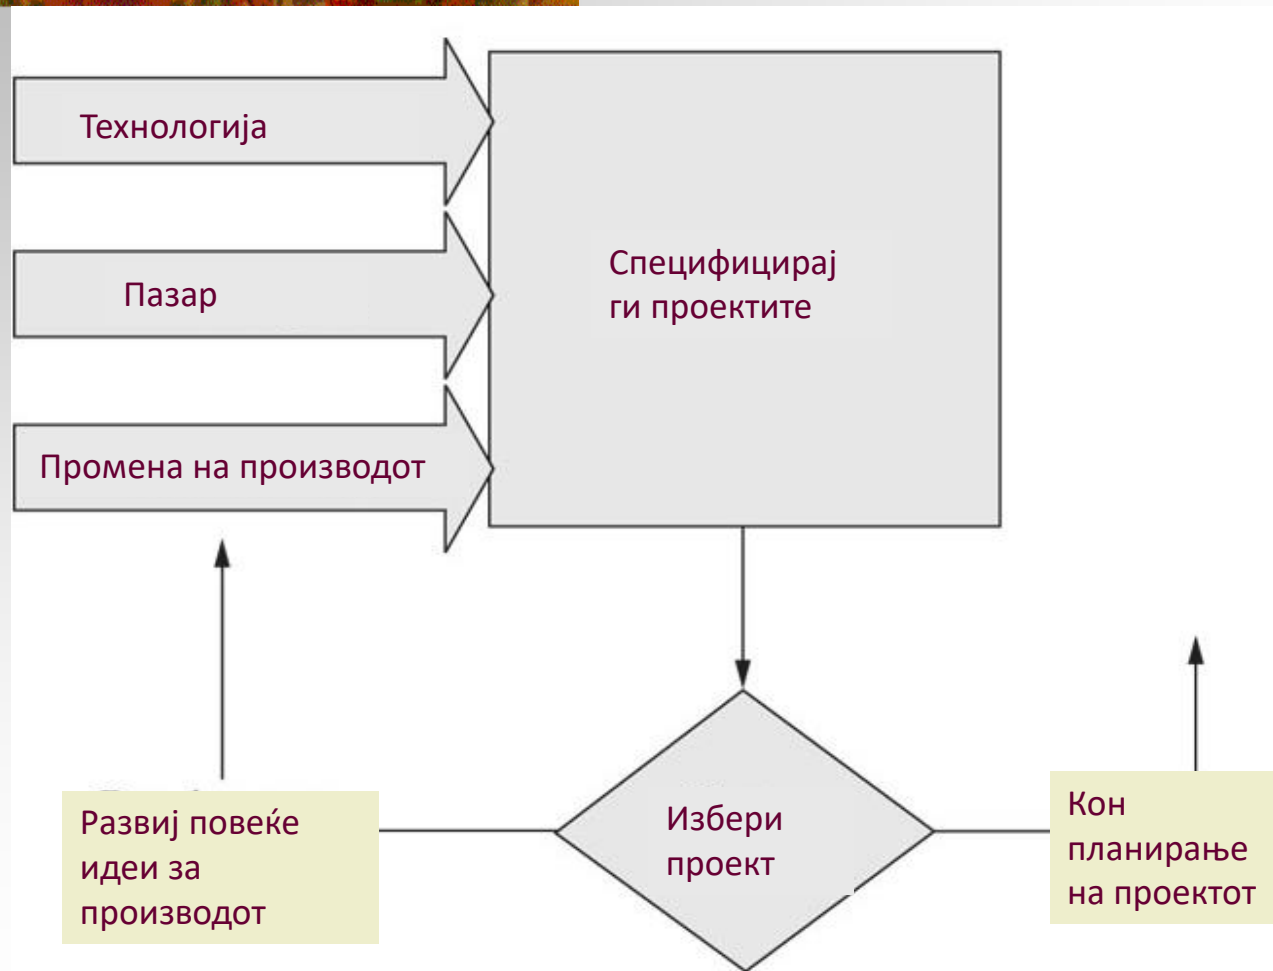 Технологија
Пазар
Промена на производот
Специфицирај
ги проектите
Развиј повеќе
идеи за
производот
Избери
проект
Кон
планирање
на проектот